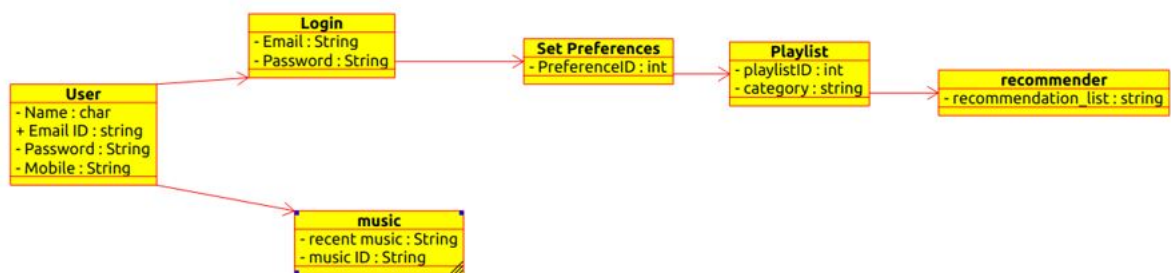 Login
- Email : String
- Password : String
Set Preferences
- PreferenceID : int
Playlist
- playlistID : int
- category : string
recommender
- recommendation_list : string
User
- Name : char
+ Email ID : string
- Password : String
- Mobile : String
music
- recent music : String
- music ID : String